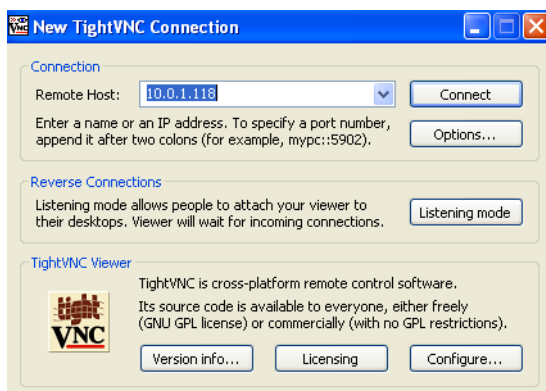 New TightVNC Connection
Connection
Remote Host: 10.0.1.118 Connect
Enter a name or an IP address. To specify a port number,
append it after two colons (for example, mypc::5902).
Options...
Reverse Connections
Listening mode allows people to attach your viewer to
their desktops. Viewer will wait for incoming connections.
Listening mode
TightVNC Viewer
TightVNC is cross-platform remote control software.
Its source code is available to everyone, either freely
(GNU GPL license) or commercially (with no GPL restrictions).
tight
VNC
Version info... Licensing Configure...